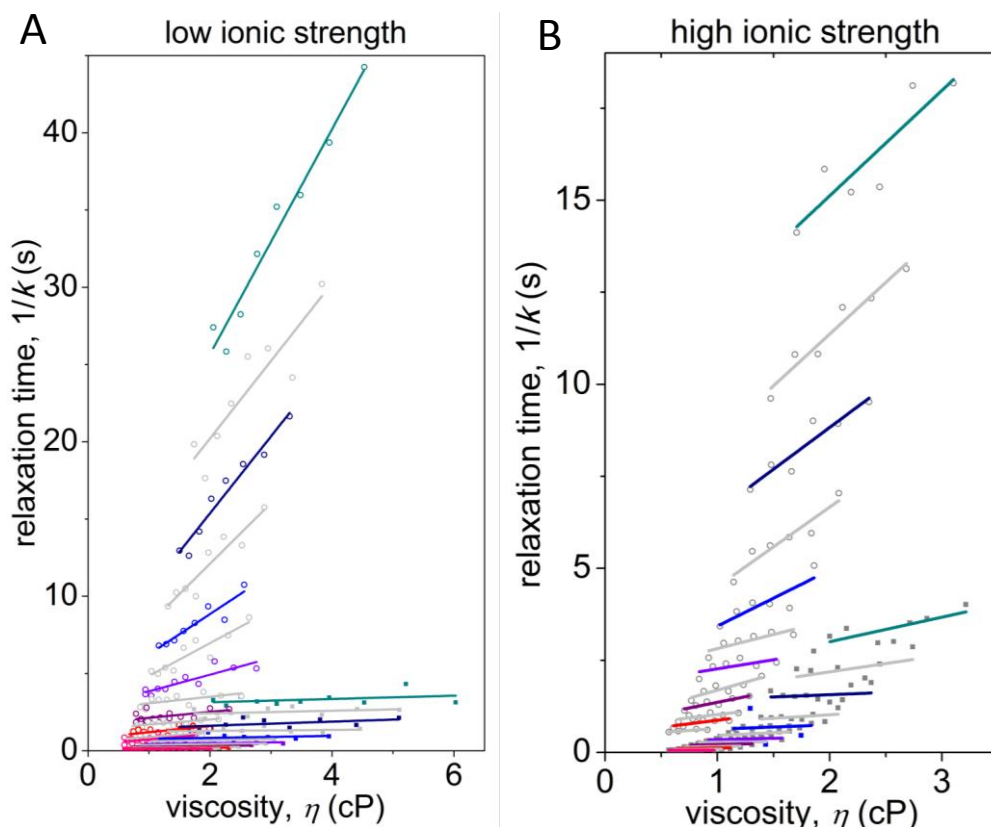 A
low ionic strength
relaxation time, 1/k (s)
40
30
20
10
0
0
2
4
6
viscosity, η (cP)
B
high ionic strength
relaxation time, 1/k (s)
15
10
5
0
0
1
2
3
viscosity, η (cP)